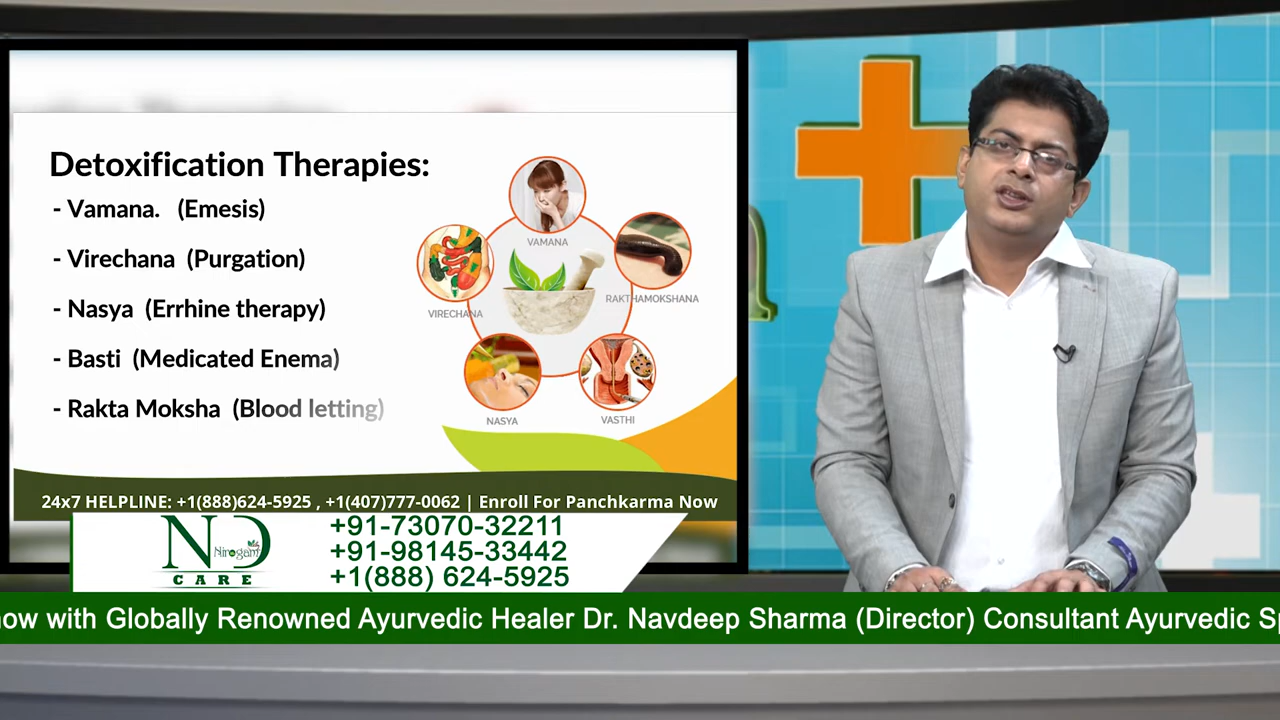 Detoxification Therapies:
- Vamana. (Emesis)
- Virechana (Purgation)
- Nasya (Errhine therapy)
- Basti (Medicated Enema)
- Rakta Moksha (Blood letting)
VAMANA
RAKTHAMOKSHANA
VIRECHANA
NASYA
VASTHI
24x7 HELPLINE: +1(888)624-5925 , +1(407)777-0062 | Enroll For Panchkarma Now
ND
Nirogam
CARE
+91-73070-32211
+91-98145-33442
+1(888) 624-5925
now with Globally Renowned Ayurvedic Healer Dr. Navdeep Sharma (Director) Consultant Ayurvedic Sp